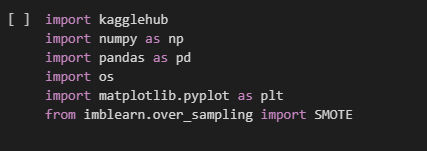 [ ] import kagglehub
import numpy as np
import pandas as pd
import os
import matplotlib.pyplot as plt
from imblearn.over_sampling import SMOTE